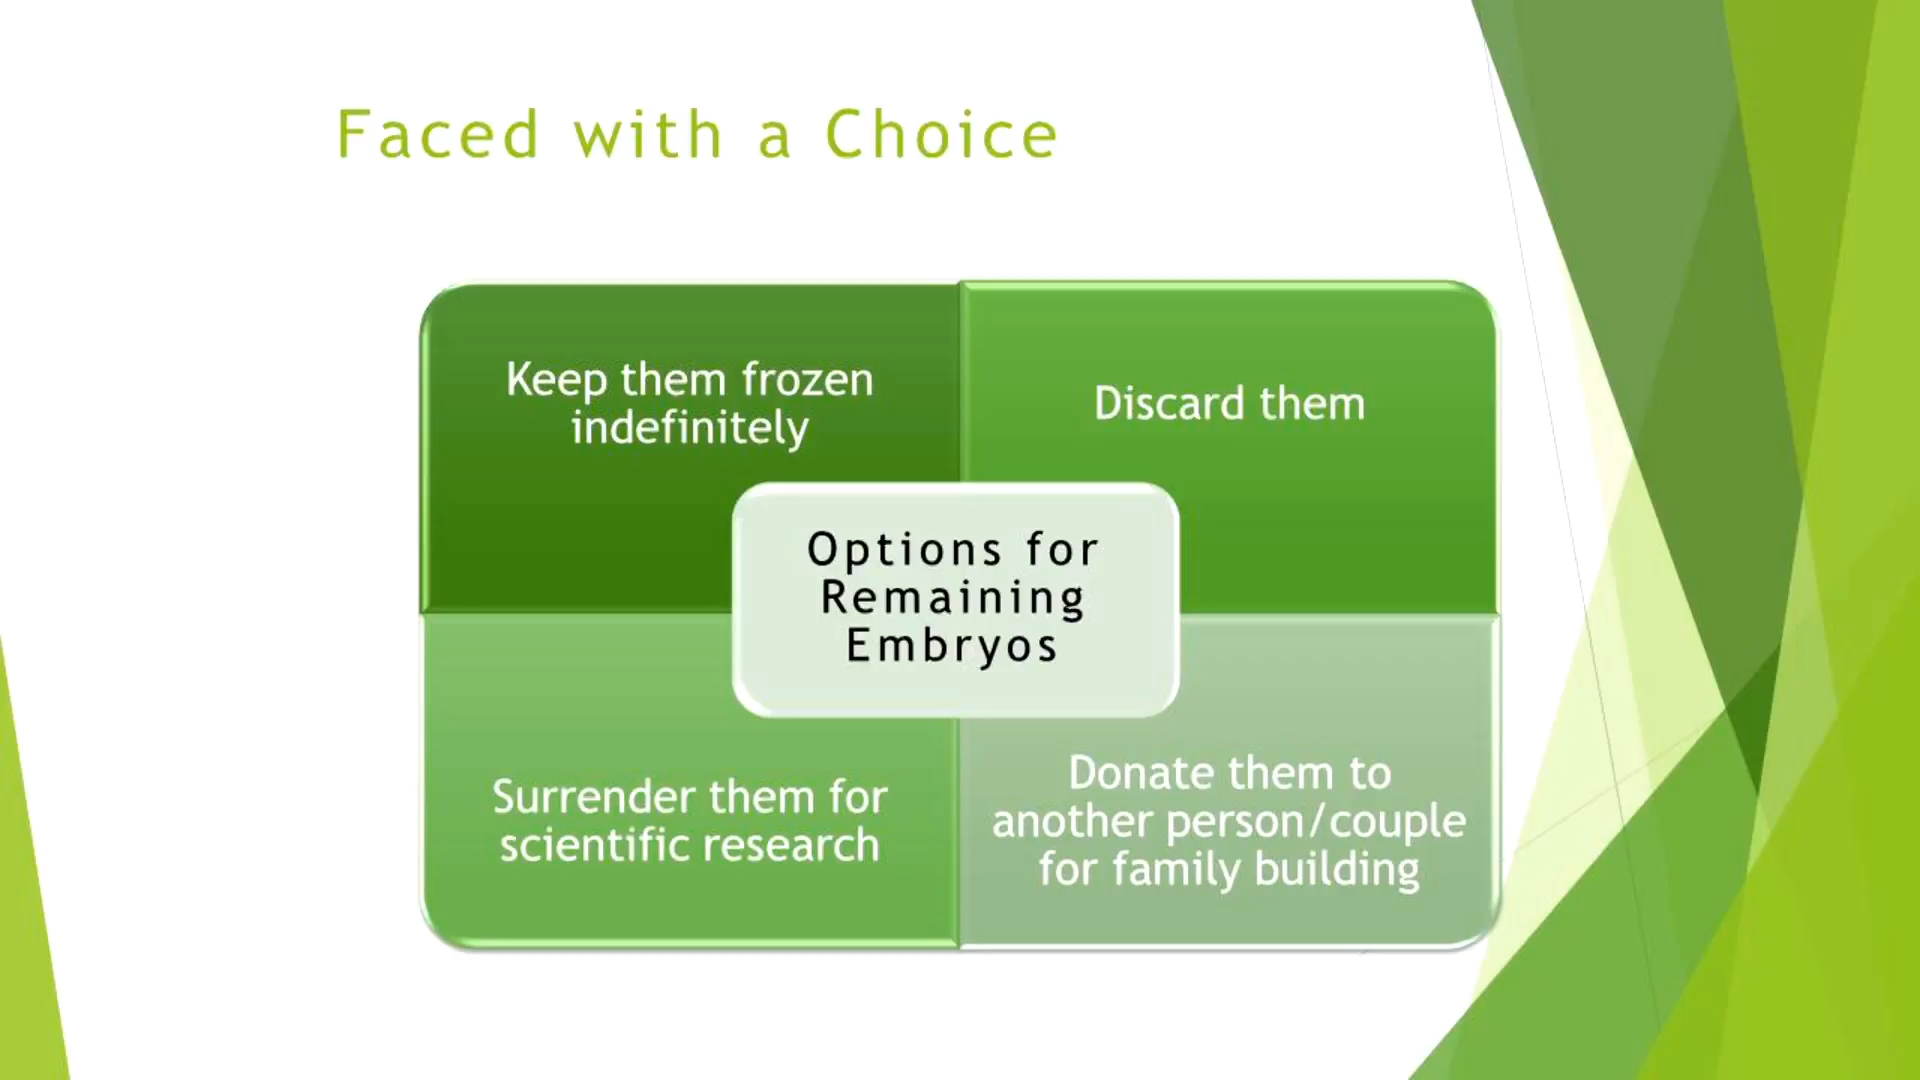 Faced with a Choice
Keep them frozen
indefinitely
Discard them
Options for
Remaining
Embryos
Surrender them for
scientific research
Donate them to
another person/couple
for family building